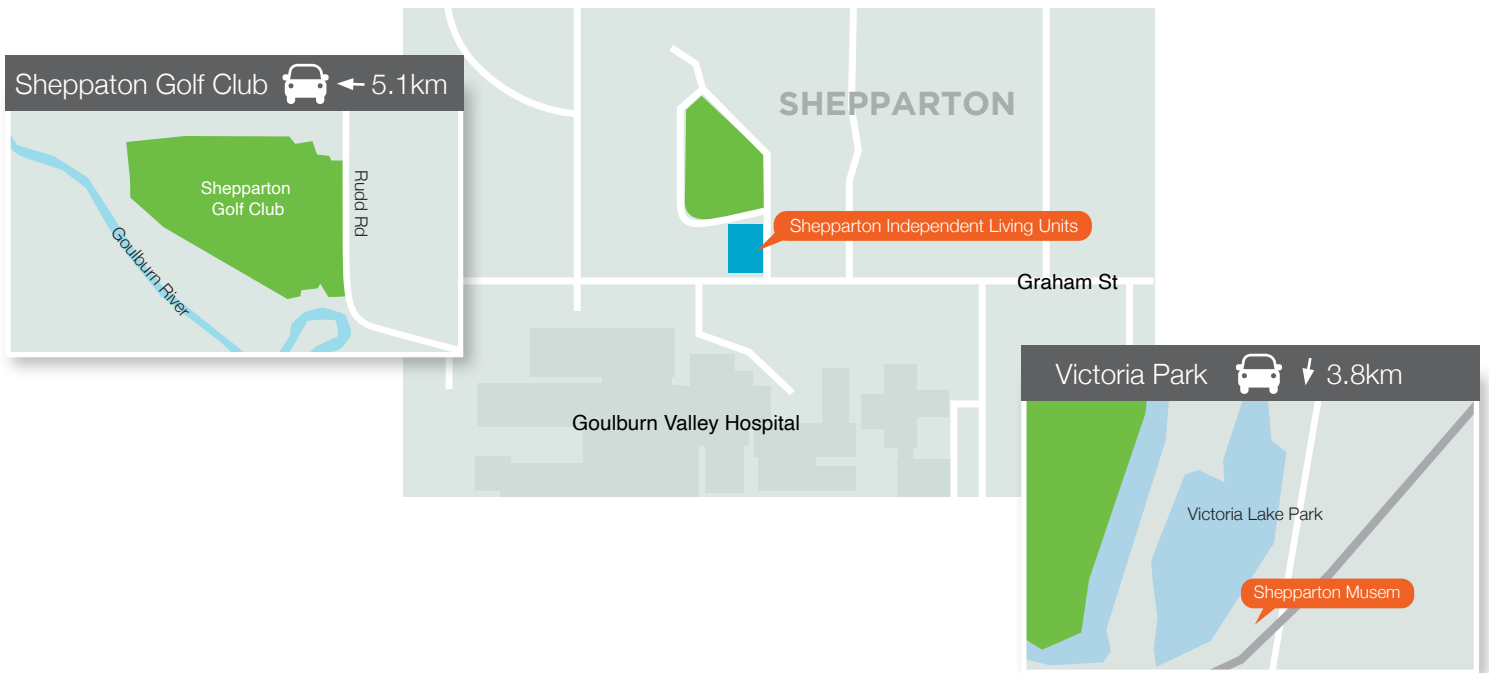 Sheppaton Golf Club
5.1km
Shepparton
Golf Club
Rudd Rd
Goulburn River
SHEPPARTON
Shepparton Independent Living Units
Graham St
Goulburn Valley Hospital
Victoria Park
3.8km
Victoria Lake Park
Shepparton Musem